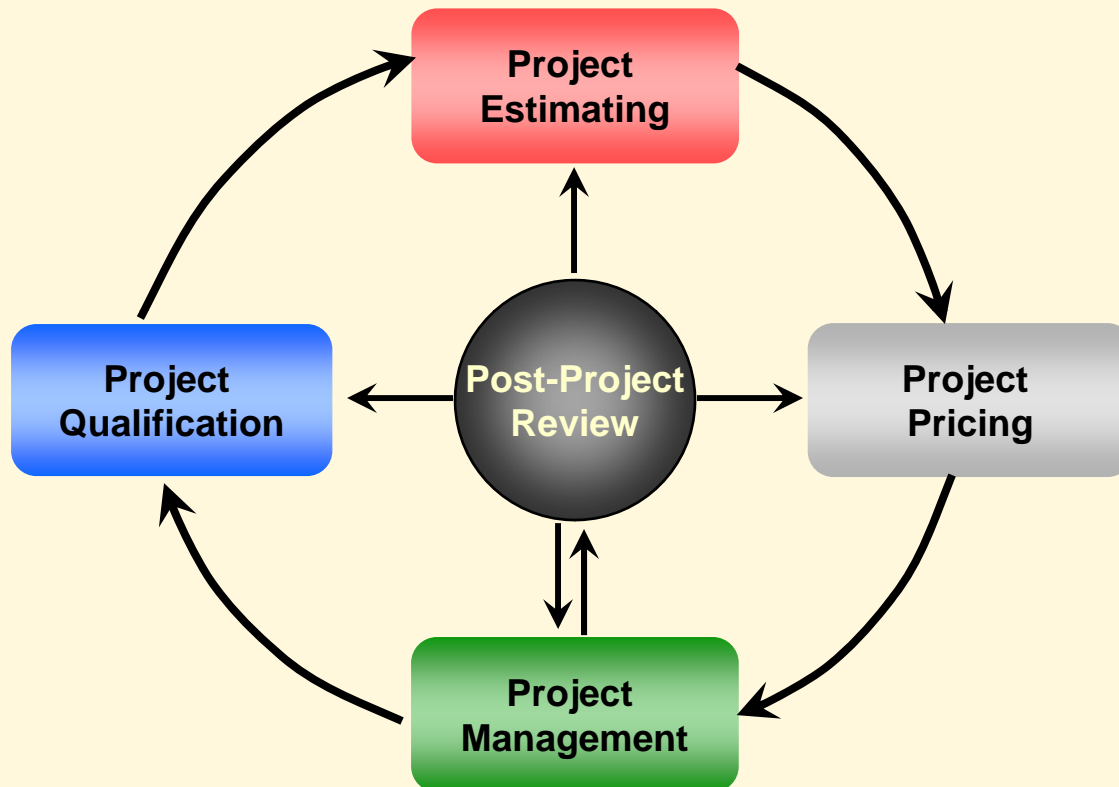 Project
Estimating
Project
Qualification
Post-Project
Review
Project
Pricing
Project
Management